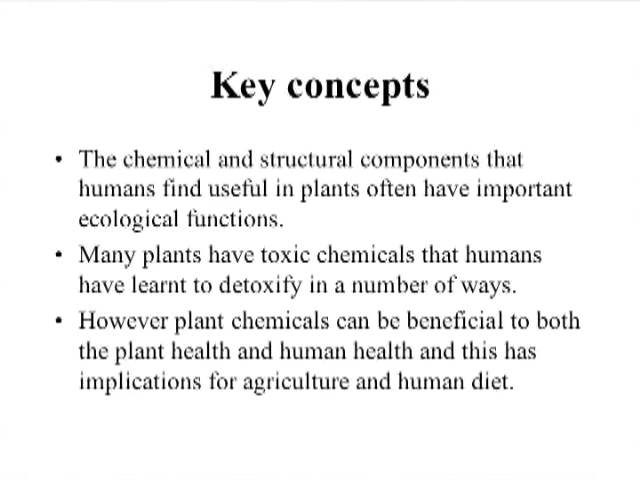 Key concepts
• The chemical and structural components that
humans find useful in plants often have important
ecological functions.
• Many plants have toxic chemicals that humans
have learnt to detoxify in a number of ways.
• However plant chemicals can be beneficial to both
the plant health and human health and this has
implications for agriculture and human diet.